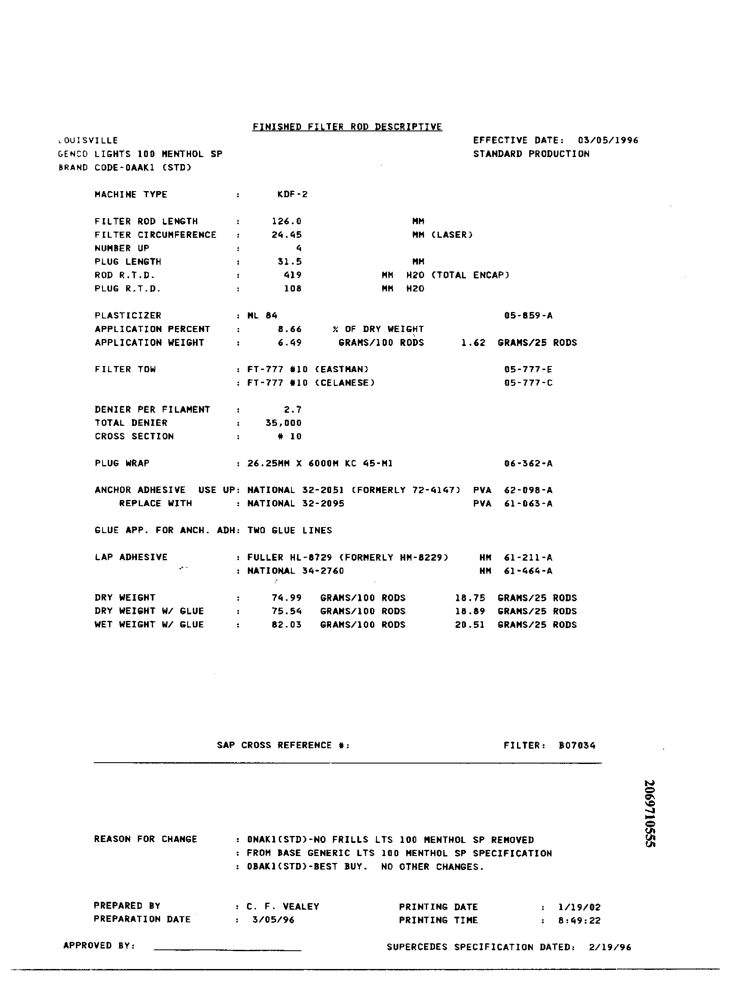 FINISHED FILTER ROD DESCRIPTIVE
LOUISVILLE EFFECTIVE DATE: 03/05/1996
GENCO LIGHTS 100 MENTHOL SP STANDARD PRODUCTION
BRAND CODE-0AAK1 (STD)
MACHINE TYPE : KDF-2
FILTER ROD LENGTH : 126.0 MM
FILTER CIRCUMFERENCE : 24.45 MM (LASER)
NUMBER UP : 4
PLUG LENGTH : 31.5 MM
ROD R.T.D. : 419 MM H2O (TOTAL ENCAP)
PLUG R.T.D. : 108 MM H2O
PLASTICIZER : ML 84 05-859-A
APPLICATION PERCENT : 8.66 % OF DRY WEIGHT
APPLICATION WEIGHT : 6.49 GRAMS/100 RODS 1.62 GRAMS/25 RODS
FILTER TOW : FT-777 #10 (EASTMAN) 05-777-E
: FT-777 #10 (CELANESE) 05-777-C
DENIER PER FILAMENT : 2.7
TOTAL DENIER : 35,000
CROSS SECTION : # 10
PLUG WRAP : 26.25MM X 6000M KC 45-M1 06-362-A
ANCHOR ADHESIVE USE UP: NATIONAL 32-2051 (FORMERLY 72-4147) PVA 62-098-A
REPLACE WITH : NATIONAL 32-2095 PVA 61-063-A
GLUE APP. FOR ANCH. ADH: TWO GLUE LINES
LAP ADHESIVE : FULLER HL-8729 (FORMERLY HM-8229) HM 61-211-A
: NATIONAL 34-2760 HM 61-464-A
DRY WEIGHT : 74.99 GRAMS/100 RODS 18.75 GRAMS/25 RODS
DRY WEIGHT W/ GLUE : 75.54 GRAMS/100 RODS 18.89 GRAMS/25 RODS
WET WEIGHT W/ GLUE : 82.03 GRAMS/100 RODS 20.51 GRAMS/25 RODS
SAP CROSS REFERENCE #: FILTER: B07034
2069710555
REASON FOR CHANGE : 0NAK1(STD)-NO FRILLS LTS 100 MENTHOL SP REMOVED
: FROM BASE GENERIC LTS 100 MENTHOL SP SPECIFICATION
: 0BAK1(STD)-BEST BUY. NO OTHER CHANGES.
PREPARED BY : C. F. VEALEY PRINTING DATE : 1/19/02
PREPARATION DATE : 3/05/96 PRINTING TIME : 8:49:22
APPROVED BY: SUPERCEDES SPECIFICATION DATED: 2/19/96